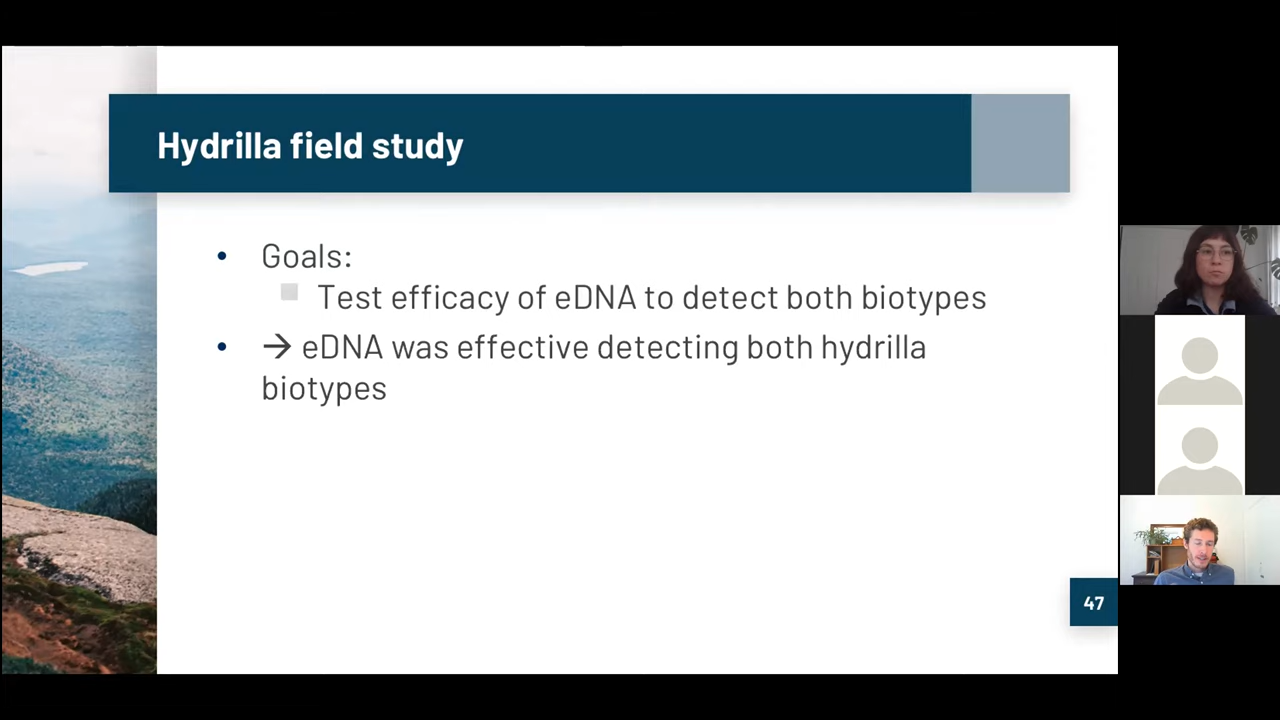 Hydrilla field study
• Goals:
Test efficacy of eDNA to detect both biotypes
• → eDNA was effective detecting both hydrilla
biotypes
47